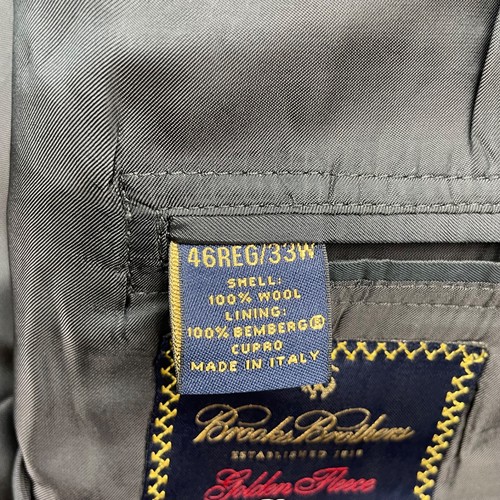 46REG/33W
SHELL:
100% WOOL
LINING:
100% BEMBERG®
CUPRO
MADE IN ITALY
Brooks Brothers
ESTABLISHED 1818
Golden Fleece